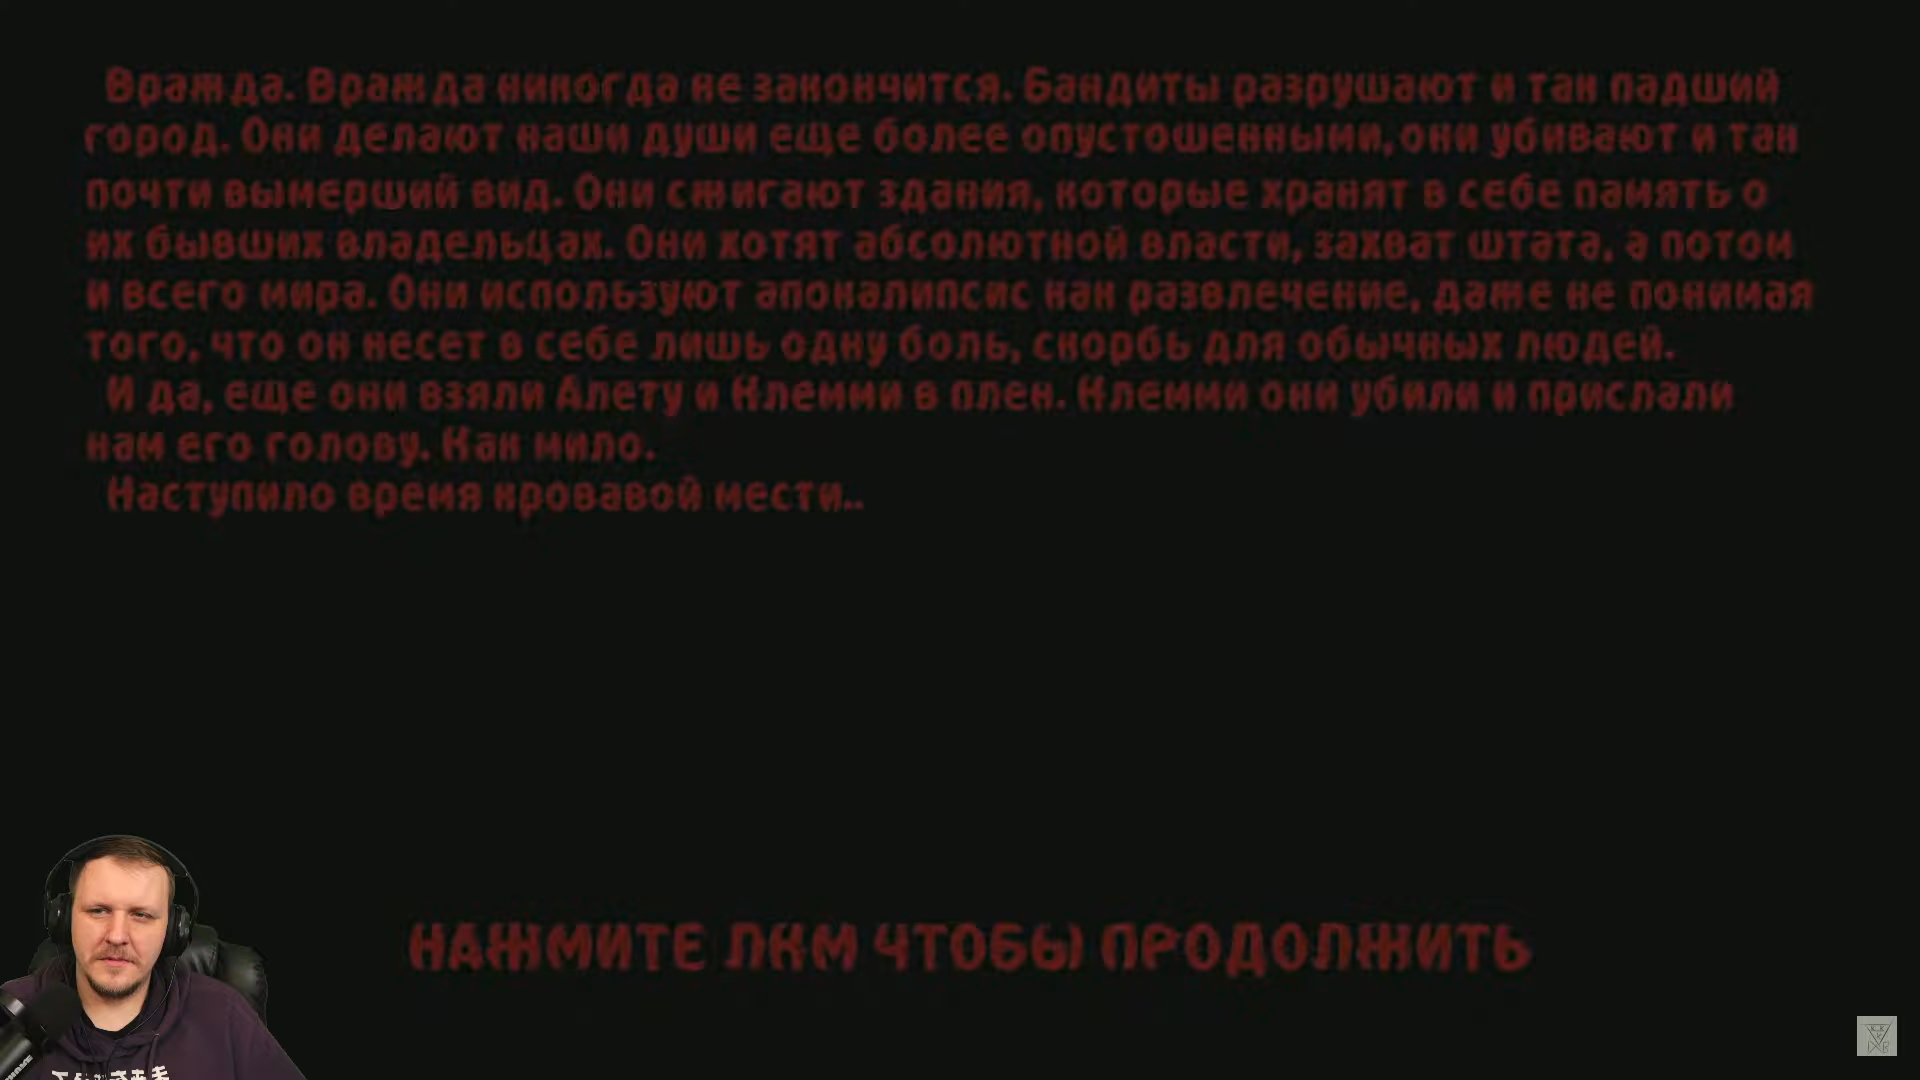 Вражда. Вражда никогда не закончится. Бандиты разрушают и так падший
город. Они делают наши души еще более опустошенными,они убивают и так
почти вымерший вид. Они сжигают здания, которые хранят в себе память о
их бывших владельцах. Они хотят абсолютной власти, захват штата, а потом
и всего мира. Они используют апокалипсис как развлечение, даже не понимая
того, что он несет в себе лишь одну боль, скорбь для обычных людей.
И да, еще они взяли Алету и Клемми в плен. Клемми они убили и прислали
нам его голову. Как мило.
Наступило время кровавой мести..
НАЖМИТЕ ЛКМ ЧТОБЫ ПРОДОЛЖИТЬ